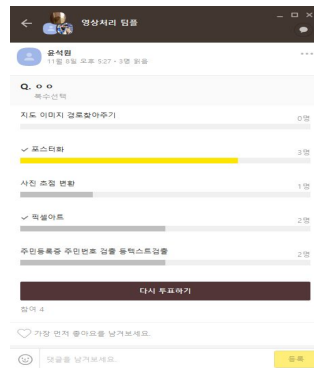 영상처리 팀플
윤석원
11월 6일 오후 5:27 - 3명 읽음
Q. ㅇㅇ
복수선택
지도 이미지 경로찾아주기
0명
포스터화
3명
사진 초점 변환
1명
픽셀아트
2명
주민등록증 주민번호 검출 등텍스트검출
2명
다시 투표하기
참여 4
가장 먼저 좋아요를 남겨보세요.
댓글을 남겨보세요.
등록